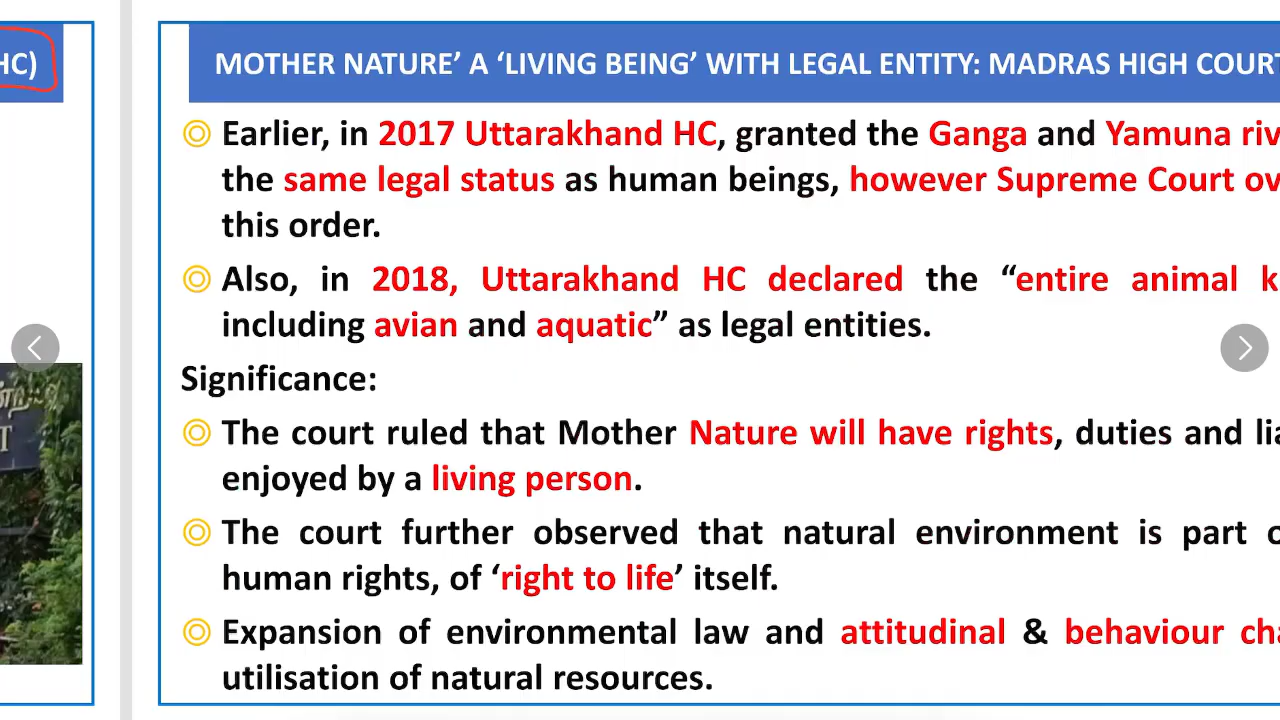 HC)
MOTHER NATURE’ A ‘LIVING BEING’ WITH LEGAL ENTITY: MADRAS HIGH COURT
Earlier, in 2017 Uttarakhand HC, granted the Ganga and Yamuna
the same legal status as human beings, however Supreme Court
this order.
Also, in 2018, Uttarakhand HC declared the “entire animal
including avian and aquatic” as legal entities.
Significance:
The court ruled that Mother Nature will have rights, duties and
enjoyed by a living person.
The court further observed that natural environment is part
human rights, of ‘right to life’ itself.
Expansion of environmental law and attitudinal & behaviour
utilisation of natural resources.